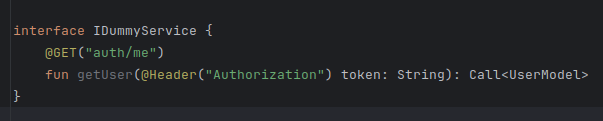 interface IDummyService {
@GET("auth/me")
fun getUser(@Header("Authorization") token: String): Call<UserModel>
}